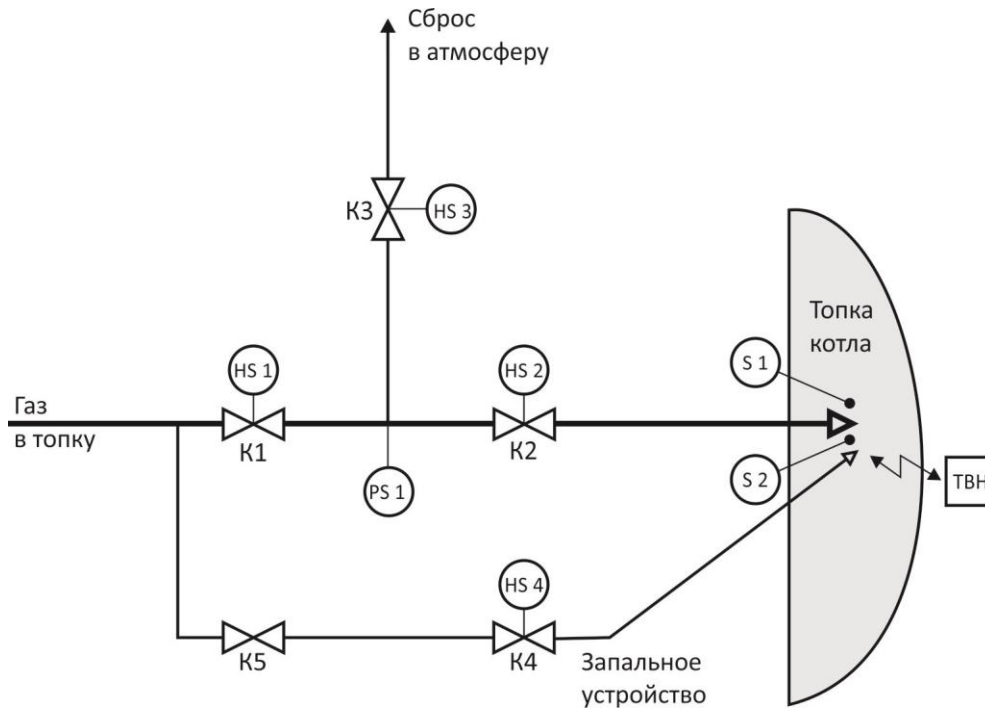 Сброс
в атмосферу
К3
HS 3
Топка
котла
HS 1
HS 2
S 1
Газ
в топку
К1
К2
PS 1
S 2
ТВН
HS 4
К5
К4
Запальное
устройство